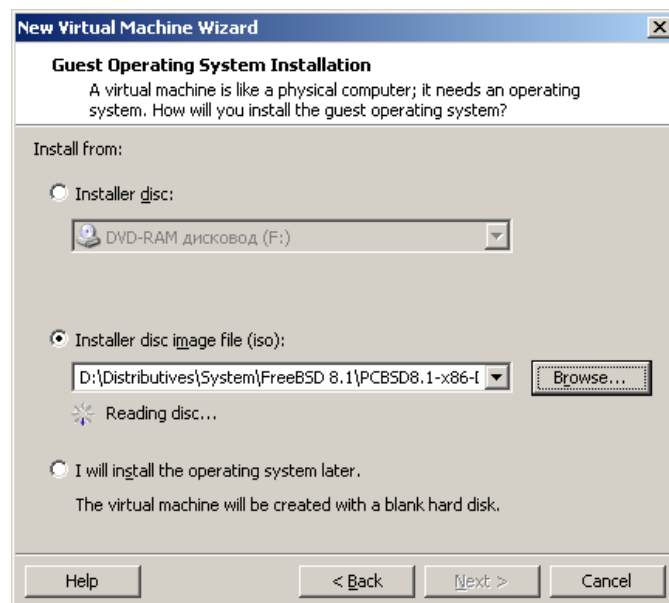 New Virtual Machine Wizard
Guest Operating System Installation
A virtual machine is like a physical computer; it needs an operating
system. How will you install the guest operating system?
Install from:
Installer disc:
DVD-RAM дисковод (F:)
Installer disc image file (iso):
D:\Distributives\System\FreeBSD 8.1\PCBSD8.1-x86-
Browse...
Reading disc...
I will install the operating system later.
The virtual machine will be created with a blank hard disk.
Help
< Back
Next >
Cancel